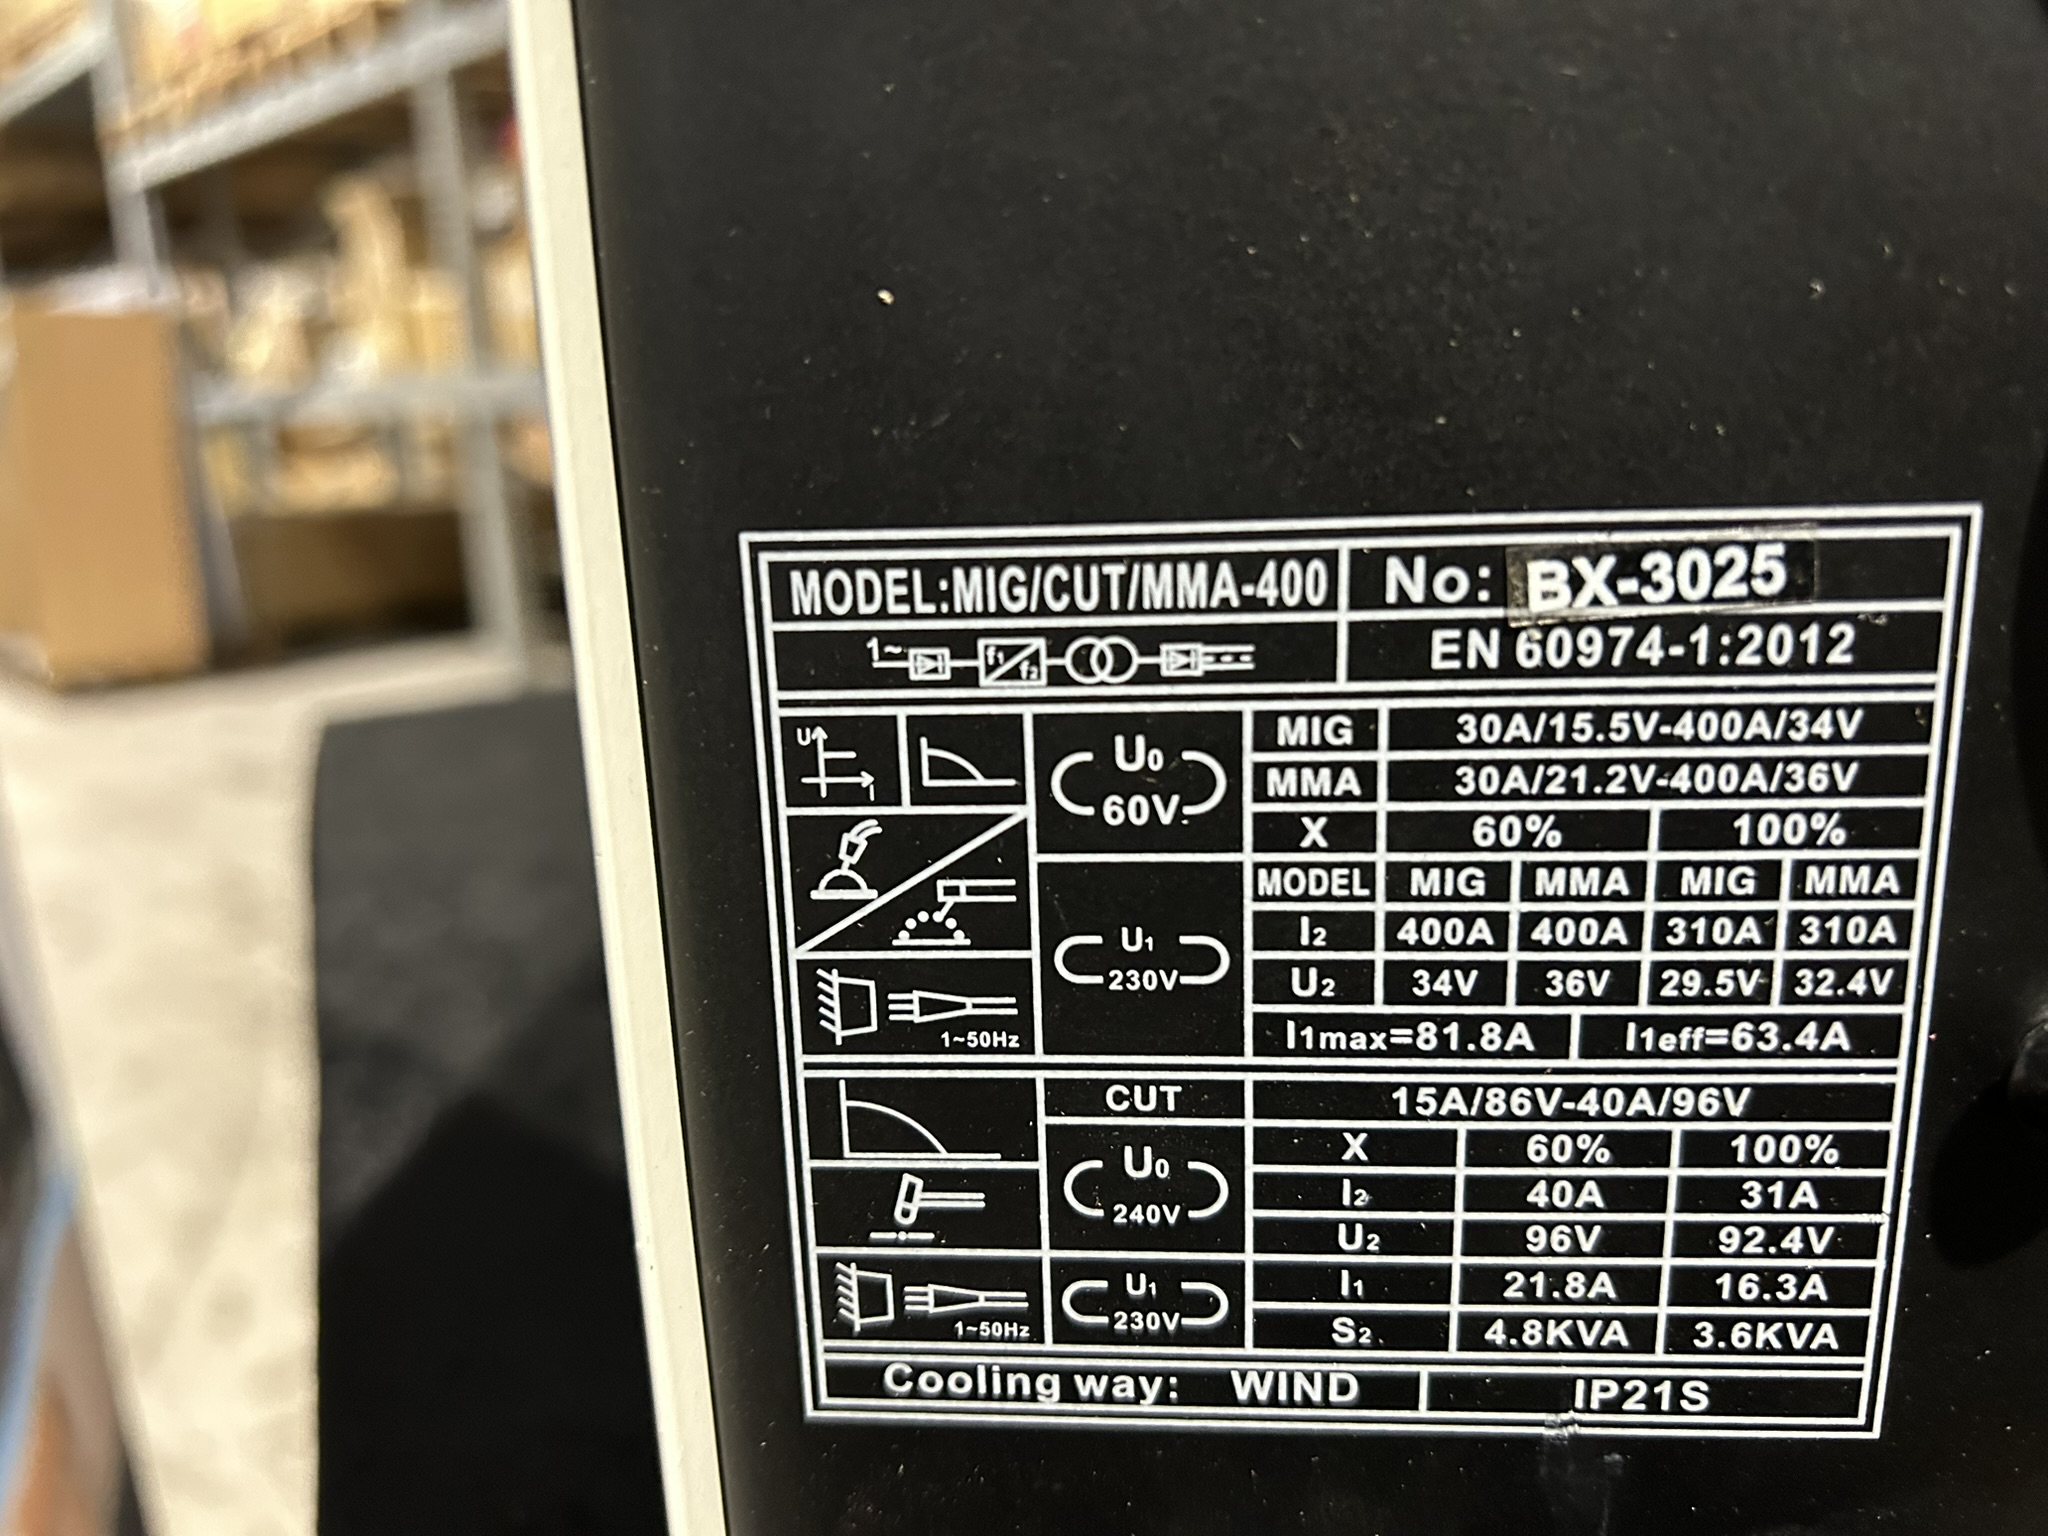 MODEL:MIG/CUT/MMA-400 No: BX-3025
1~ f1 f2 EN 60974-1:2012
U I
U0 60V
MIG 30A/15.5V-400A/34V
MMA 30A/21.2V-400A/36V
X 60% 100%
MODEL MIG MMA MIG MMA
U1 230V
I2 400A 400A 310A 310A
U2 34V 36V 29.5V 32.4V
1~50Hz I1max=81.8A I1eff=63.4A
CUT 15A/86V-40A/96V
U0 240V
X 60% 100%
I2 40A 31A
U2 96V 92.4V
U1 230V
I1 21.8A 16.3A
1~50Hz S2 4.8KVA 3.6KVA
Cooling way: WIND IP21S